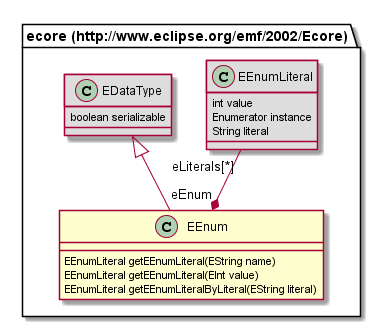 ecore (http://www.eclipse.org/emf/2002/Ecore)
C EDataType
boolean serializable
C EEnumLiteral
int value
Enumerator instance
String literal
eLiterals[*]
eEnum
C EEnum
EEnumLiteral getEEnumLiteral(EString name)
EEnumLiteral getEEnumLiteral(EInt value)
EEnumLiteral getEEnumLiteralByLiteral(EString literal)